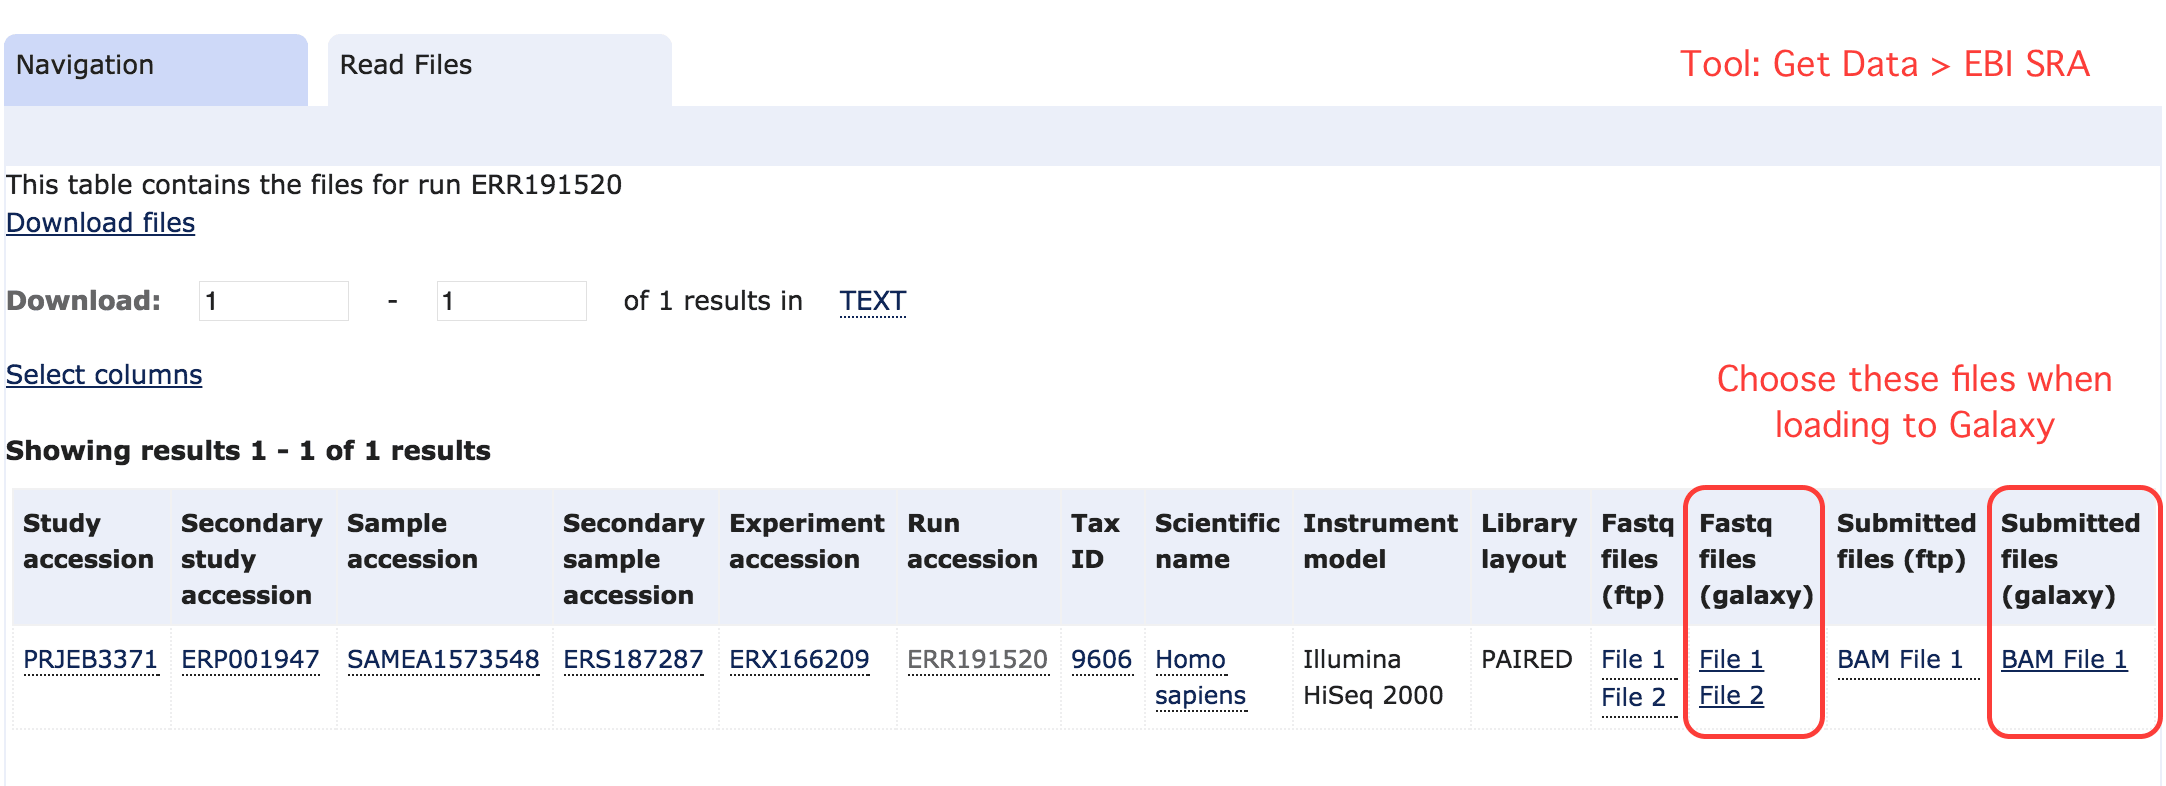 Navigation
Read Files
Tool: Get Data > EBI SRA
This table contains the files for run ERR191520
Download files
Download: 1 - 1 of 1 results in TEXT
Select columns
Choose these files when
loading to Galaxy
Showing results 1 - 1 of 1 results
Study accession
Secondary study accession
Sample accession
Secondary sample accession
Experiment accession
Run accession
Tax ID
Scientific name
Instrument model
Library layout
Fastq files (ftp)
Fastq files (galaxy)
Submitted files (ftp)
Submitted files (galaxy)
PRJEB3371
ERP001947
SAMEA1573548
ERS187287
ERX166209
ERR191520
9606
Homo sapiens
Illumina HiSeq 2000
PAIRED
File 1
File 2
File 1
File 2
BAM File 1
BAM File 1